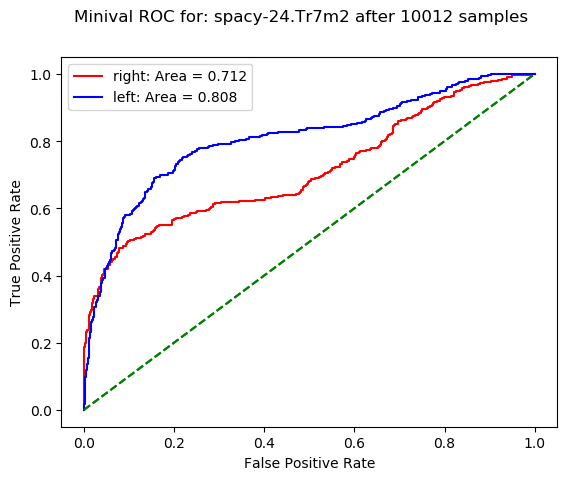 Minival ROC for: spacy-24.Tr7m2 after 10012 samples
right: Area = 0.712
left: Area = 0.808
1.0
0.8
0.6
0.4
0.2
0.0
True Positive Rate
0.0 0.2 0.4 0.6 0.8 1.0
False Positive Rate